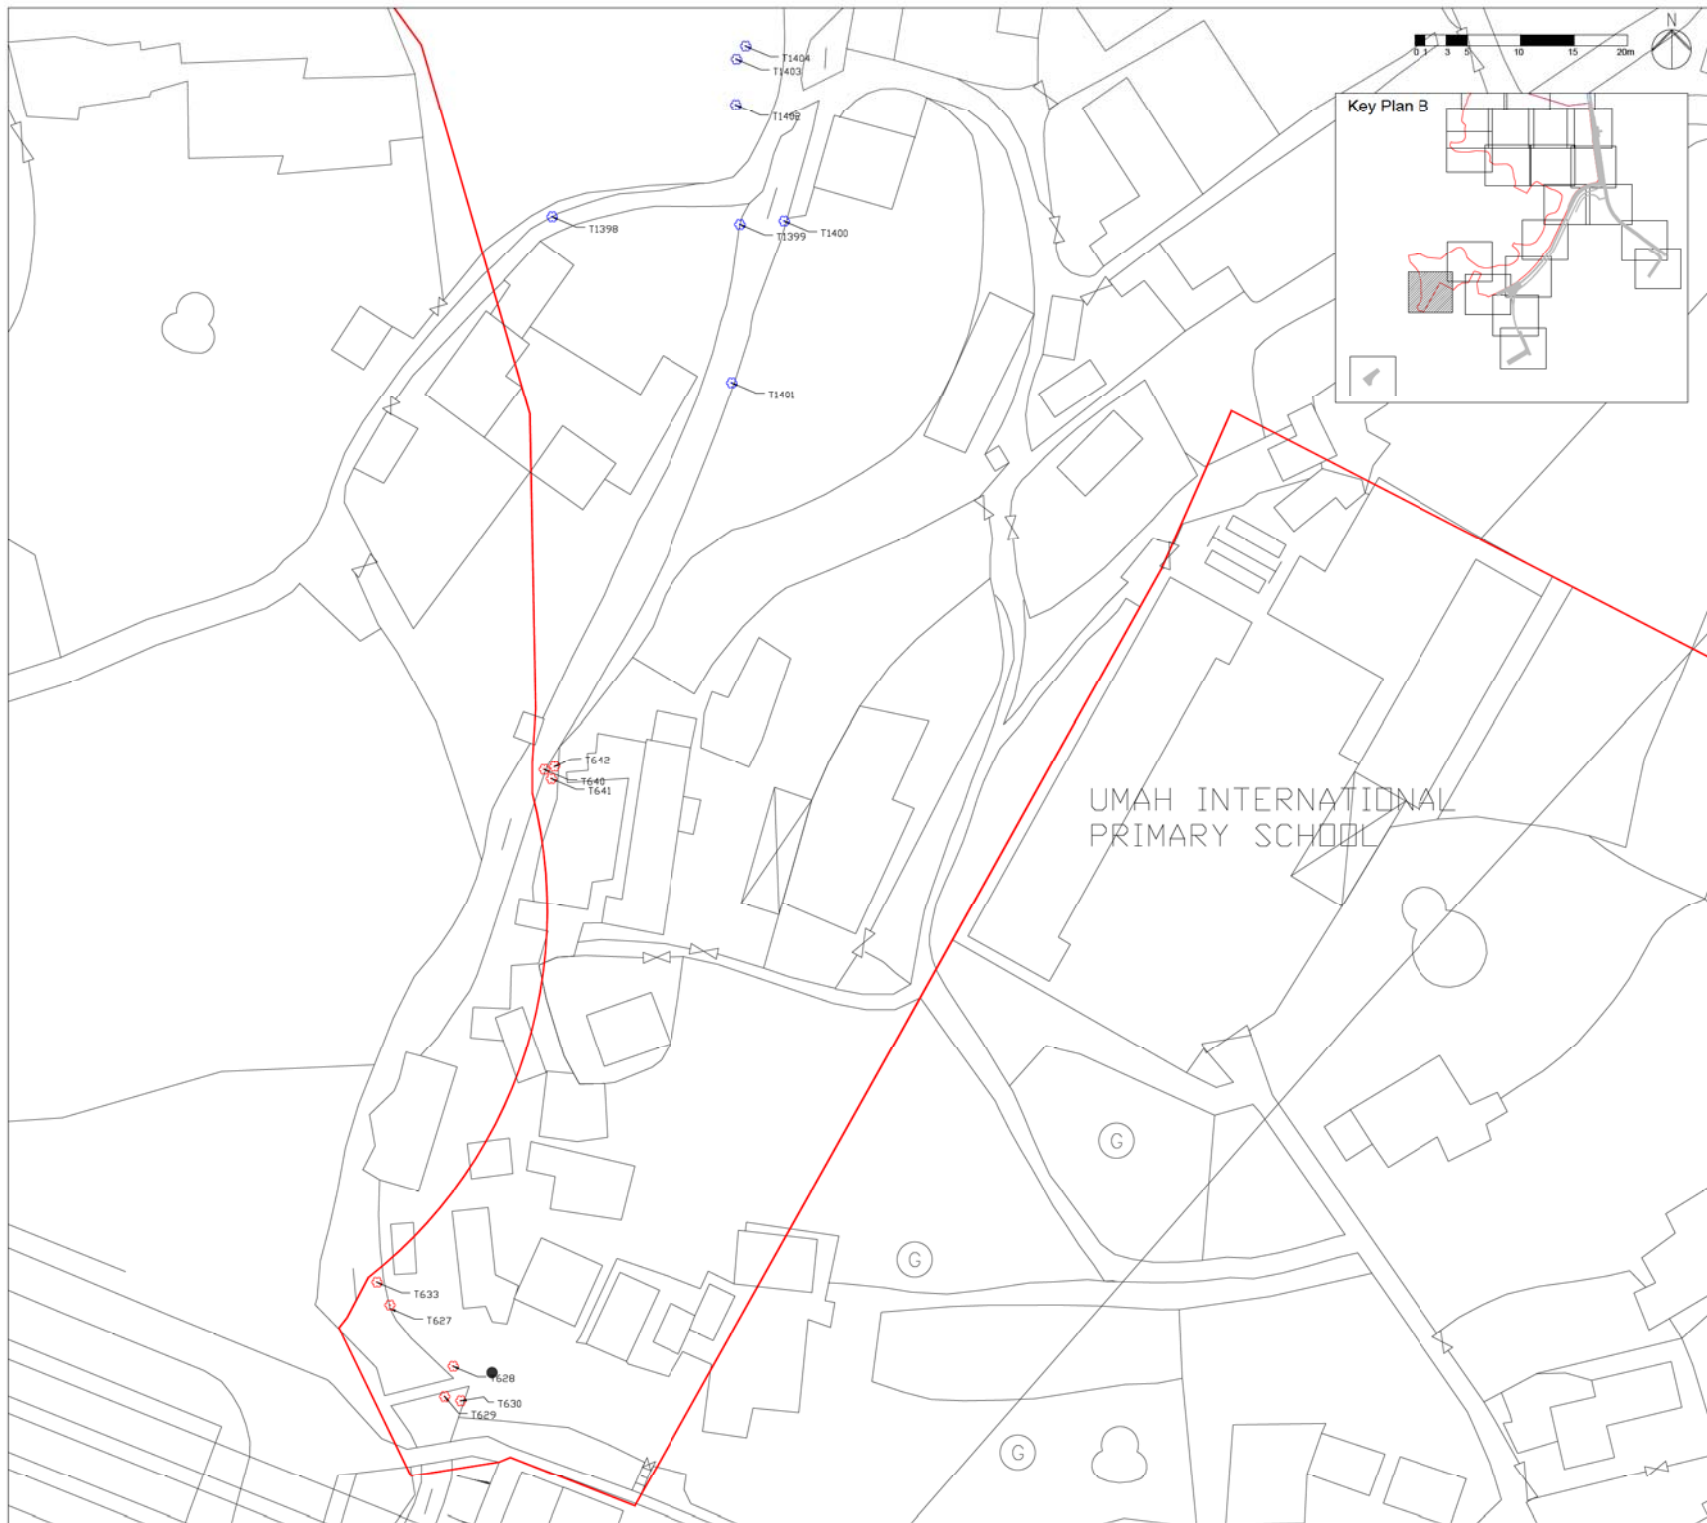 N
0 1 3 5 10 15 20m
Key Plan B
T1404
T1403
T1402
T1398
T1399
T1400
T1401
T642
T640
T641
UMAH INTERNATIONAL
PRIMARY SCHOOL
G
G
T633
T627
T628
T630
T629
G